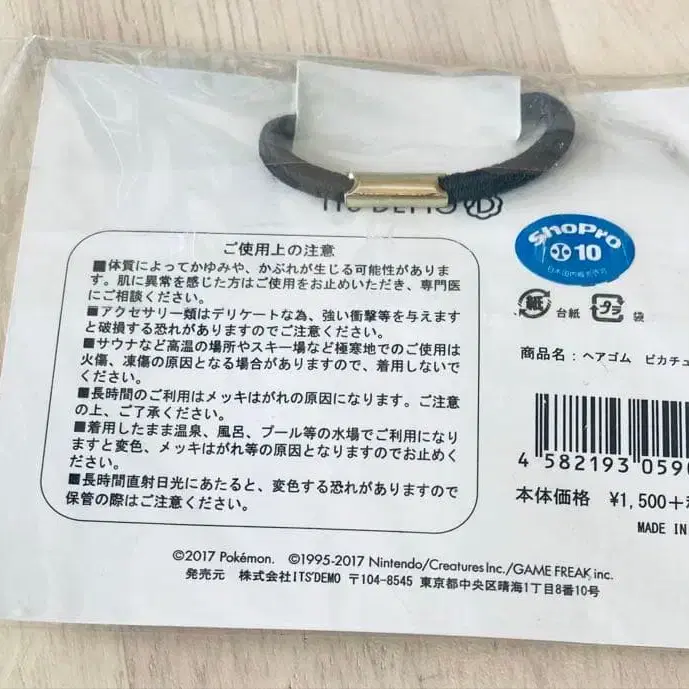 ITS'DEMO
ShoPro
10
日本国内販売限定
紙 台紙 プラ 袋
ご使用上の注意
■体質によってかゆみや、かぶれが生じる可能性がありま
す。肌に異常を感じた方はご使用をお止めいただき、専門医
にご相談ください。
■アクセサリー類はデリケートな為、強い衝撃等を与えます
と破損する恐れがありますのでご注意ください。
■サウナなど高温の場所やスキー場など極寒地でのご使用は
火傷、凍傷の原因となる場合がありますので、着用しないで
ください。
■長時間のご利用はメッキはがれの原因になります。ご注意
の上、ご了承ください。
■着用したまま温泉、風呂、プール等の水場でご利用になり
ますと変色、メッキはがれ等の原因となりますのでお止めく
ださい。
■長時間直射日光にあたると、変色する恐れがありますので
保管の際はご注意ください。
商品名：ヘアゴム ピカチュ
4 582193 059
本体価格 ¥1,500+
MADE IN
©2017 Pokémon. ©1995-2017 Nintendo/Creatures Inc./GAME FREAK inc.
発売元 株式会社ITS'DEMO 〒104-8545 東京都中央区晴海1丁目8番10号